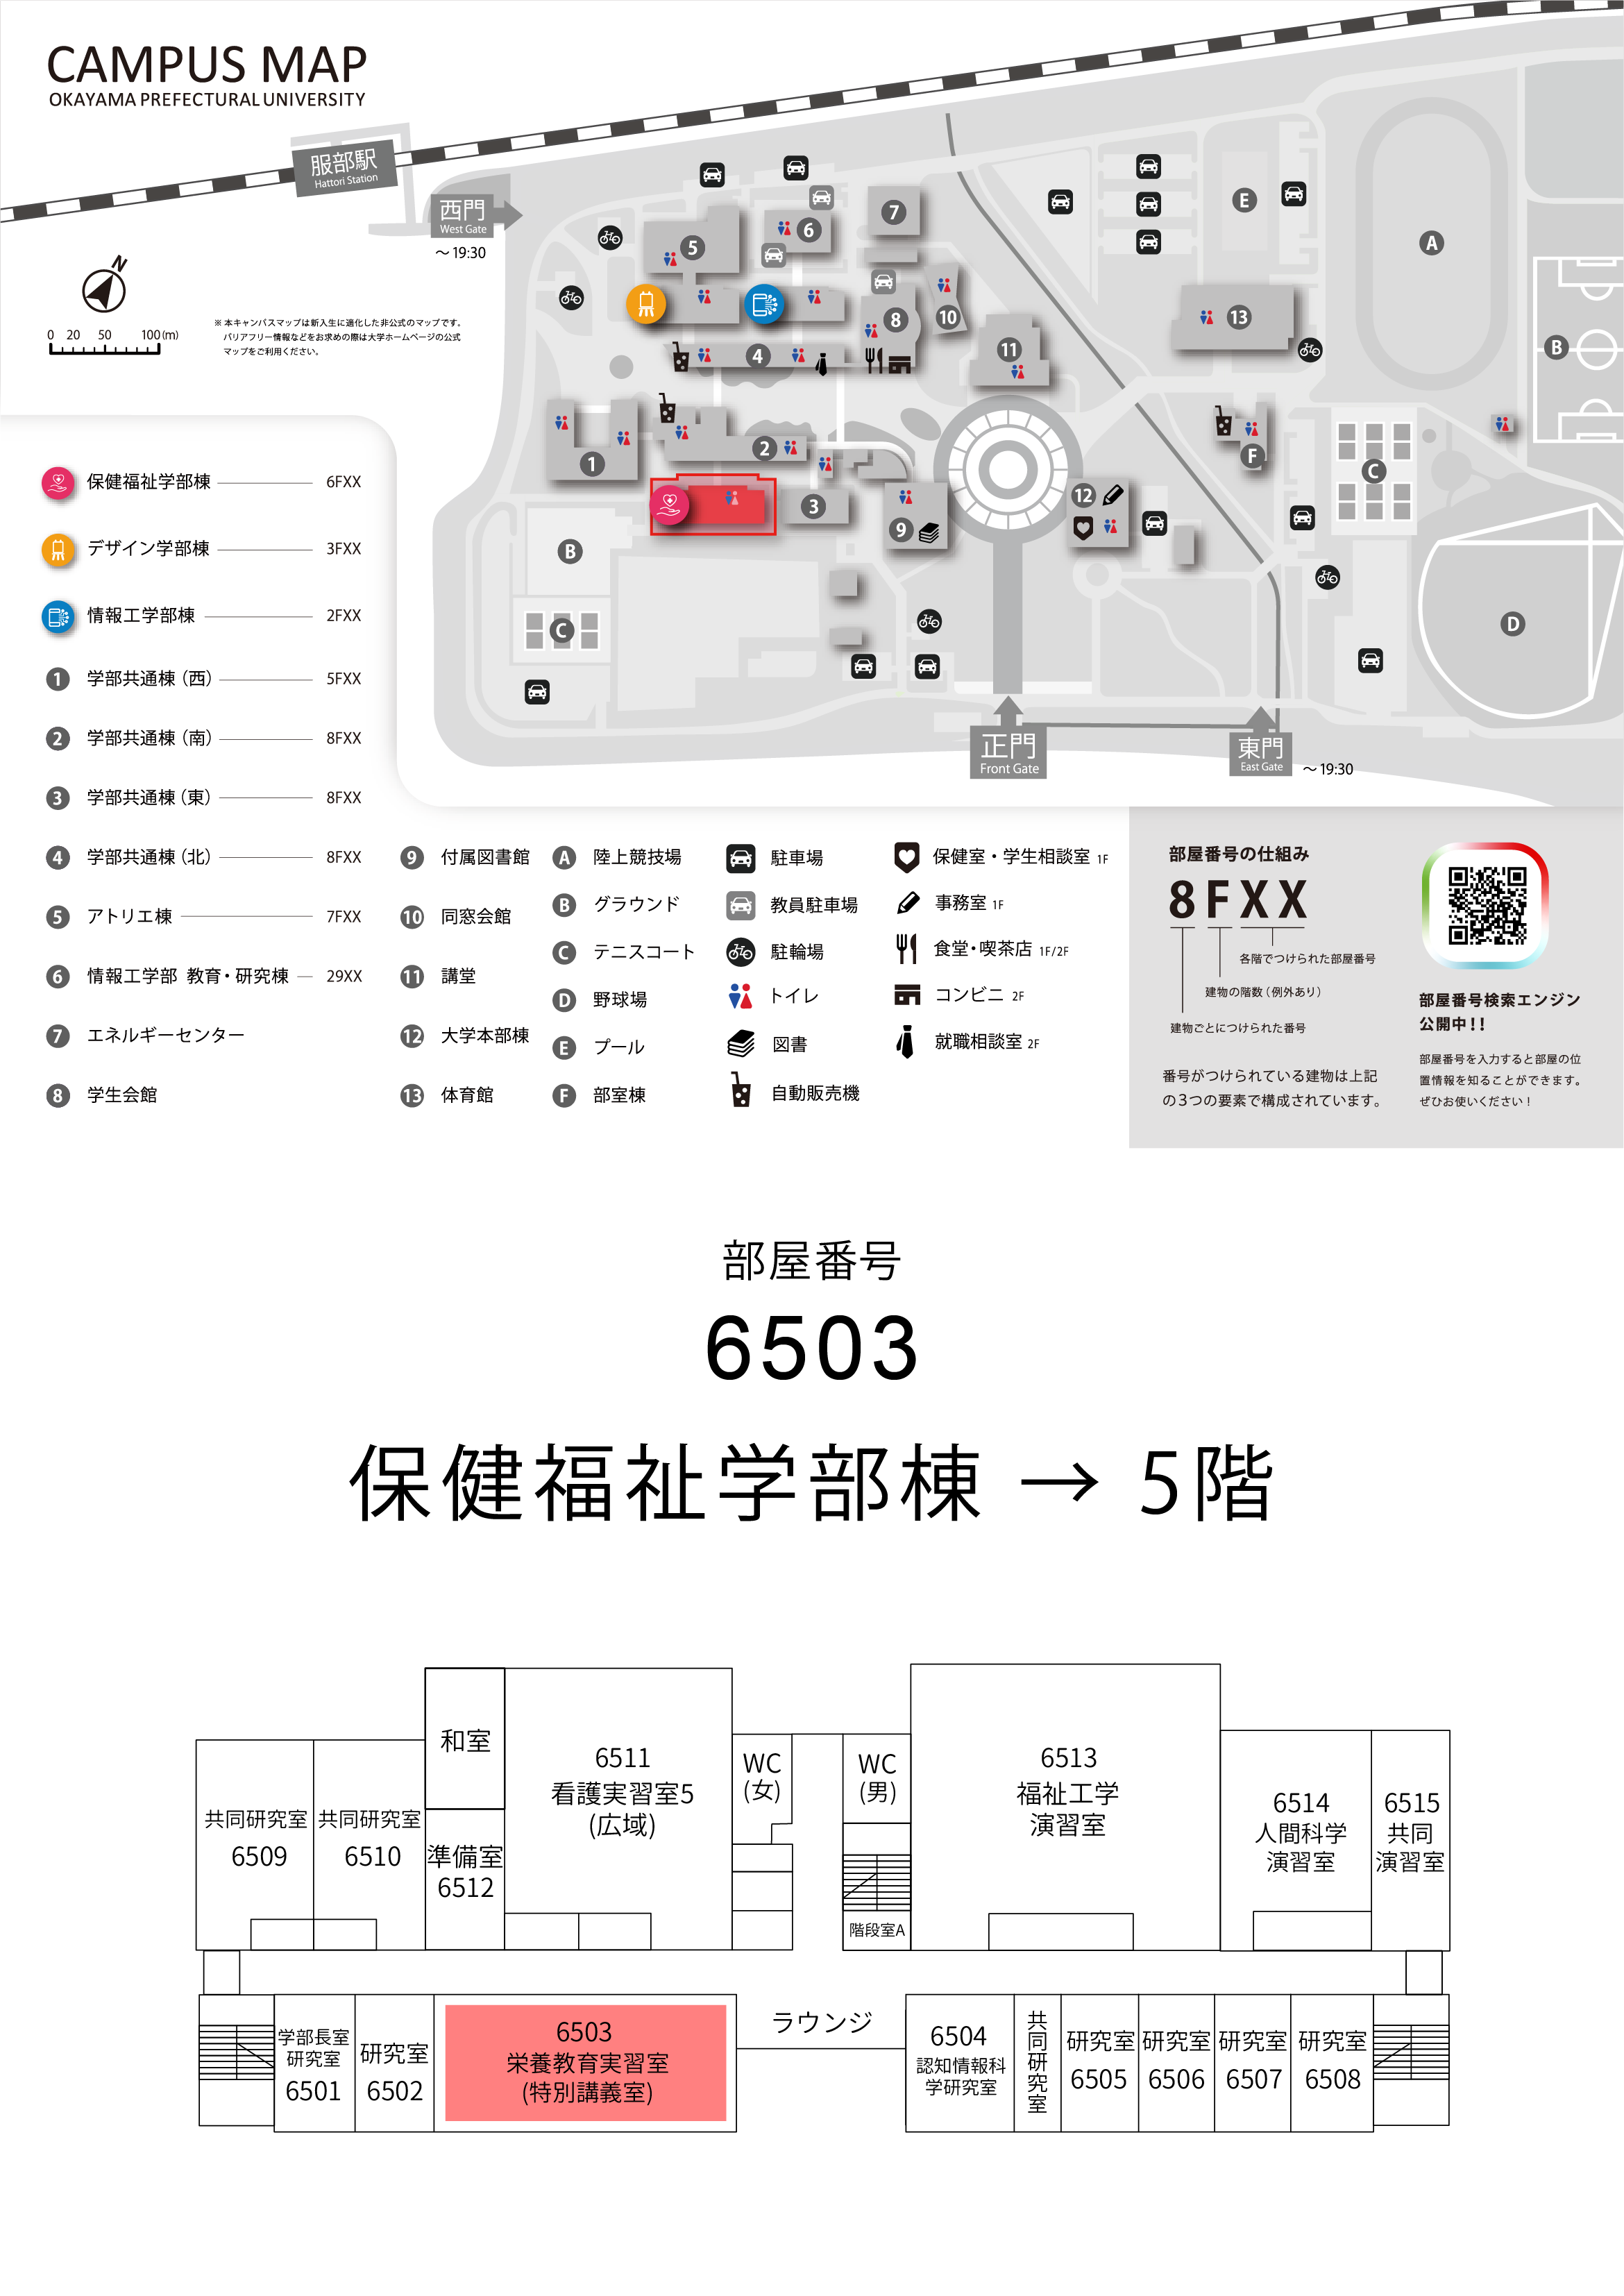 CAMPUS MAP
OKAYAMA PREFECTURAL UNIVERSITY
服部駅
Hattori Station
西門
West Gate
～19:30
N
0 20 50 100(m)
※ 本キャンパスマップは新入生に適化した非公式のマップです。
バリアフリー情報などをお求めの際は大学ホームページの公式
マップをご利用ください。
7
6
5
E
A
8
10
13
11
4
B
2
1
F
C
3
12
9
B
C
D
正門
Front Gate
東門
East Gate
～19:30
保健福祉学部棟 6FXX
デザイン学部棟 3FXX
情報工学部棟 2FXX
1 学部共通棟（西） 5FXX
2 学部共通棟（南） 8FXX
3 学部共通棟（東） 8FXX
4 学部共通棟（北） 8FXX
5 アトリエ棟 7FXX
6 情報工学部 教育・研究棟 29XX
7 エネルギーセンター
8 学生会館
9 付属図書館
10 同窓会館
11 講堂
12 大学本部棟
13 体育館
A 陸上競技場
B グラウンド
C テニスコート
D 野球場
E プール
F 部室棟
駐車場
教員駐車場
駐輪場
トイレ
図書
自動販売機
保健室・学生相談室 1F
事務室 1F
食堂・喫茶店 1F/2F
コンビニ 2F
就職相談室 2F
部屋番号の仕組み
8FXX
各階でつけられた部屋番号
建物の階数（例外あり）
建物ごとにつけられた番号
番号がつけられている建物は上記
の3つの要素で構成されています。
部屋番号検索エンジン
公開中！！
部屋番号を入力すると部屋の位
置情報を知ることができます。
ぜひお使いください！
部屋番号
6503
保健福祉学部棟 → 5階
共同研究室
6509
共同研究室
6510
和室
準備室
6512
6511
看護実習室5
(広域)
WC
(女)
WC
(男)
階段室A
6513
福祉工学
演習室
6514
人間科学
演習室
6515
共同
演習室
学部長室
研究室
6501
研究室
6502
6503
栄養教育実習室
(特別講義室)
ラウンジ
6504
認知情報科
学研究室
共同研究室
研究室
6505
研究室
6506
研究室
6507
研究室
6508